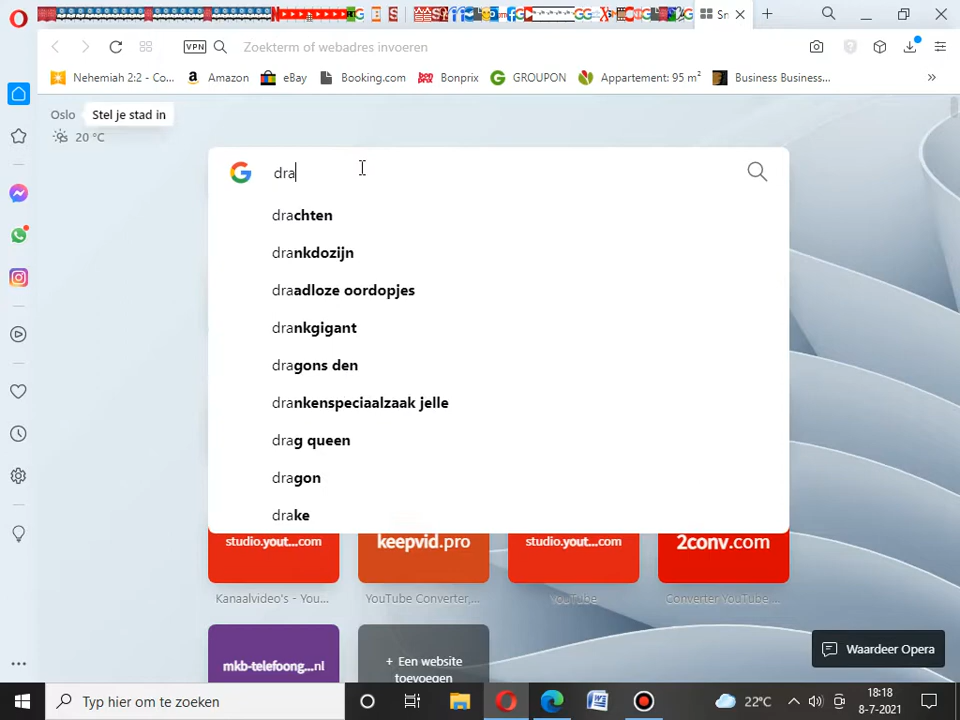 Sn
VPN
Zoekterm of webadres invoeren
Nehemiah 2:2 - Co...
Amazon
eBay
Booking.com
Bonprix
GROUPON
Appartement: 95 m²
Business Business...
»
Oslo
Stel je stad in
20 °C
dra
drachten
drankdozijn
draadloze oordopjes
drankgigant
dragons den
drankenspeciaalzaak jelle
drag queen
dragon
drake
studio.yout...com
keepvid.pro
studio.yout...com
2conv.com
Kanaalvideo's - You...
YouTube Converter,...
YouTube
Converter YouTube ...
mkb-telefoong...nl
+ Een website
toevoegen
Waardeer Opera
Typ hier om te zoeken
22°C
18:18
8-7-2021